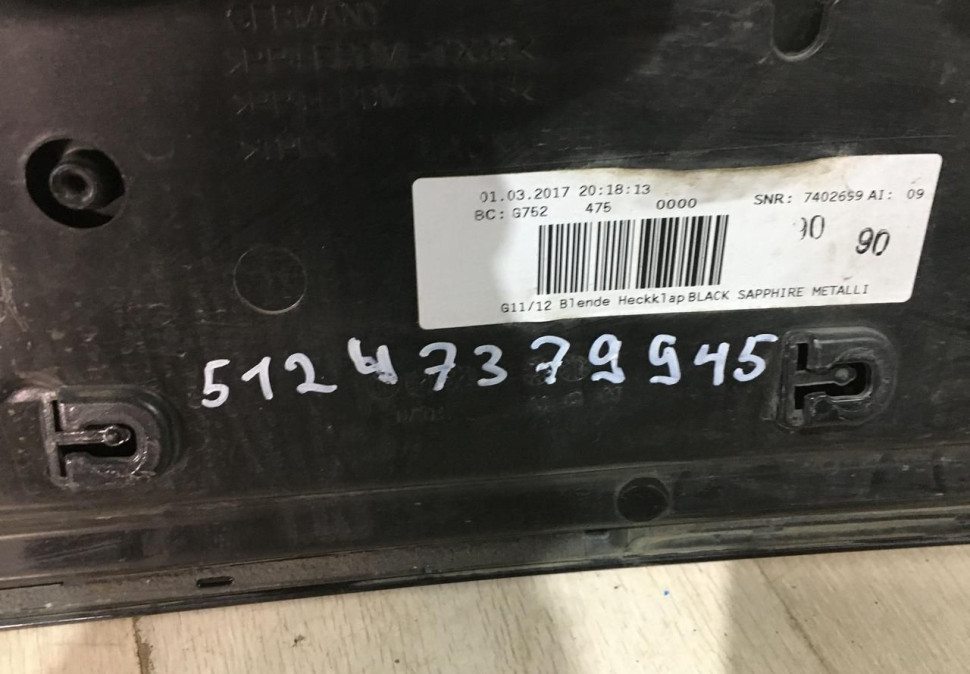 01.03.2017 20:18:13
SNR: 7402659 AI: 09
BC: G752 475 0000
90
G11/12 Blende Heckklap BLACK SAPPHIRE METALLI
51247379945